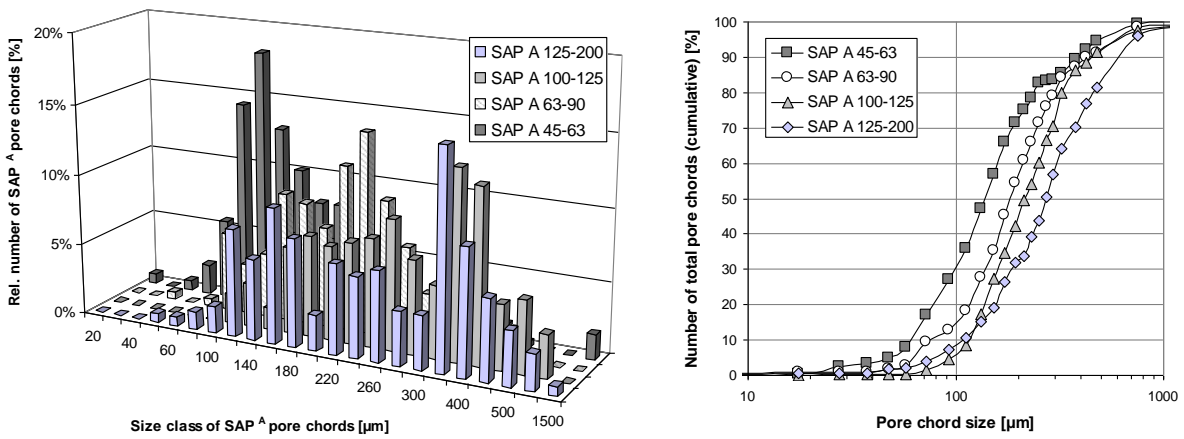 20%
15%
10%
5%
0%
Rel. number of SAP A pore chords [%]
SAP A 125-200
SAP A 100-125
SAP A 63-90
SAP A 45-63
20
40
60
100
140
180
220
260
300
400
500
1500
Size class of SAP A pore chords [µm]
100
90
80
70
60
50
40
30
20
10
0
Number of total pore chords (cumulative) [%]
SAP A 45-63
SAP A 63-90
SAP A 100-125
SAP A 125-200
10
100
1000
Pore chord size [µm]